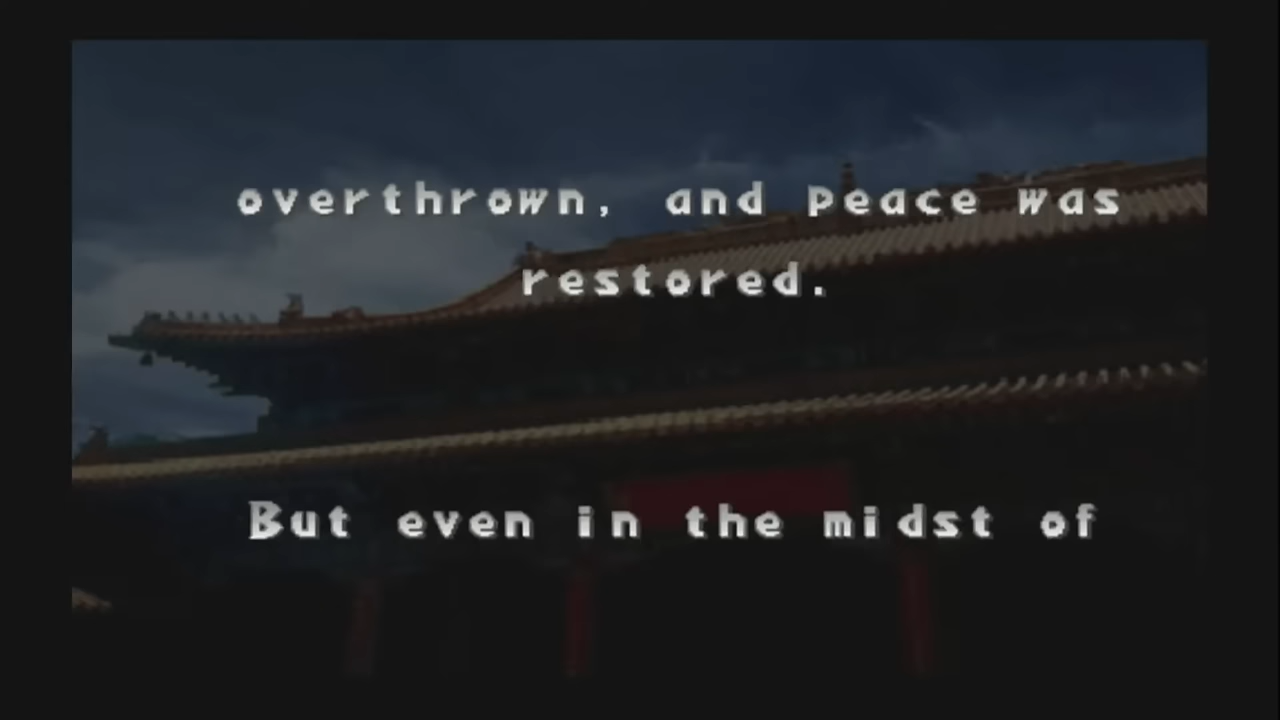 overthrown, and peace was
restored.
But even in the midst of